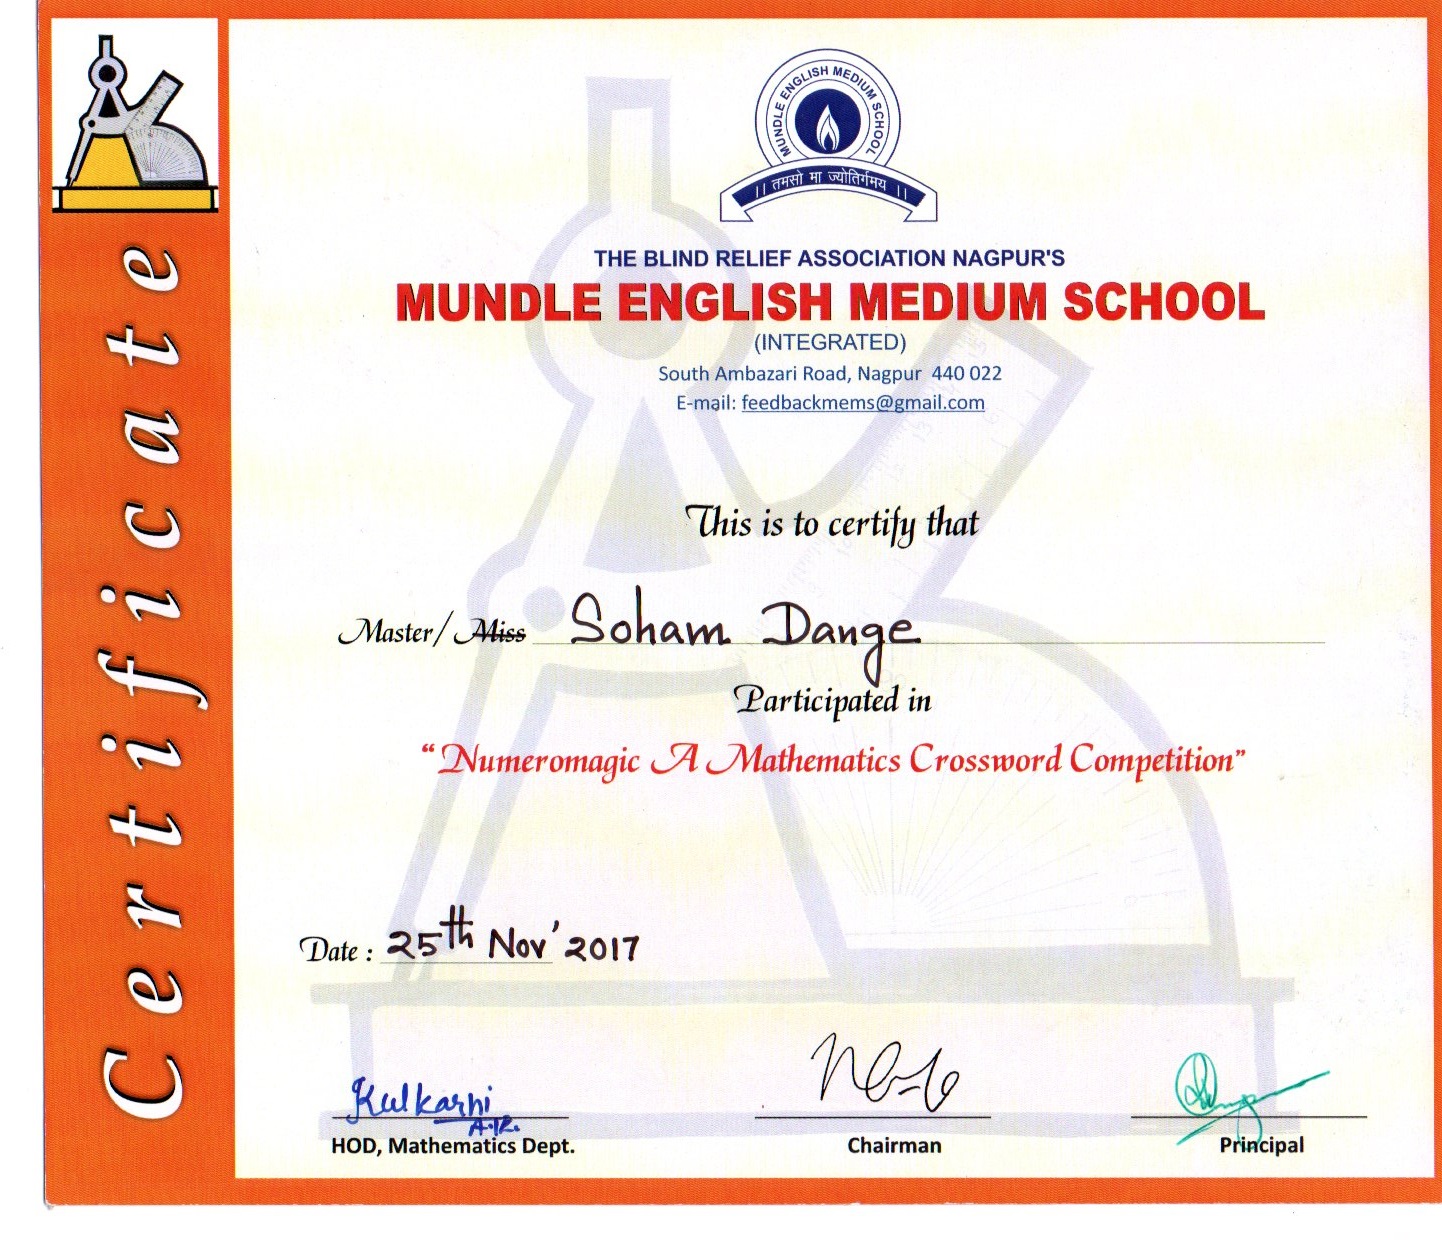 Certificate
MUNDLE ENGLISH MEDIUM SCHOOL
|| तमसो मा ज्योतिर्गमय ||
THE BLIND RELIEF ASSOCIATION NAGPUR'S
MUNDLE ENGLISH MEDIUM SCHOOL
(INTEGRATED)
South Ambazari Road, Nagpur 440 022
E-mail: feedbackmems@gmail.com
This is to certify that
Master/ Miss Soham Dange
Participated in
“Numeromagic A Mathematics Crossword Competition”
Date : 25th Nov' 2017
Kulkarni
HOD, Mathematics Dept.
Chairman
Principal